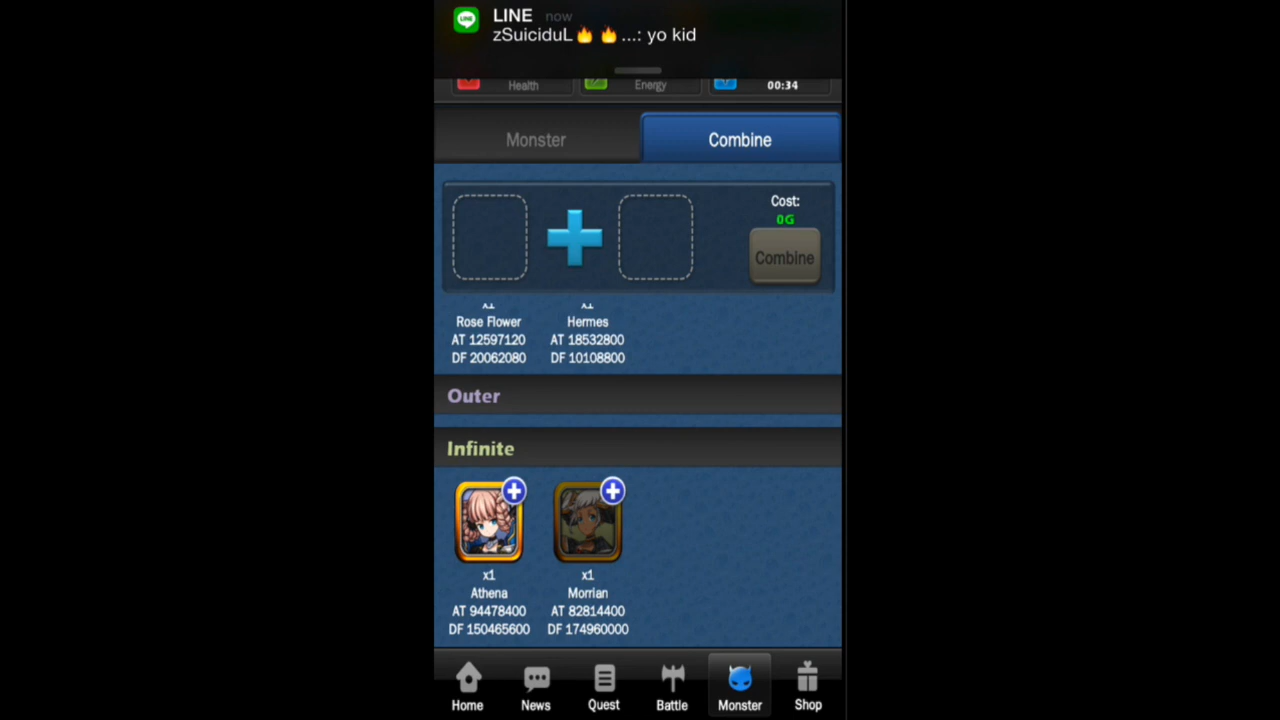 LINE now
zSuiciduL🔥 🔥...: yo kid
Health Energy 00:34
Monster Combine
Cost:
0G
Combine
x1 x1
Rose Flower Hermes
AT 12597120 AT 18532800
DF 20062080 DF 10108800
Outer
Infinite
x1 x1
Athena Morrian
AT 94478400 AT 82814400
DF 150465600 DF 174960000
Home News Quest Battle Monster Shop